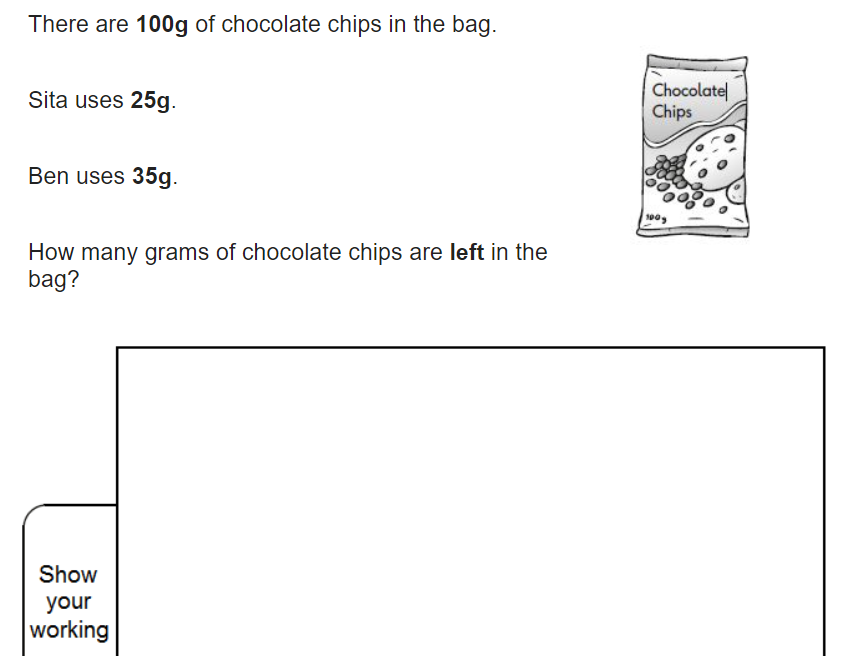 There are 100g of chocolate chips in the bag.
Sita uses 25g.
Ben uses 35g.
How many grams of chocolate chips are left in the
bag?
Chocolate
Chips
100g
Show
your
working